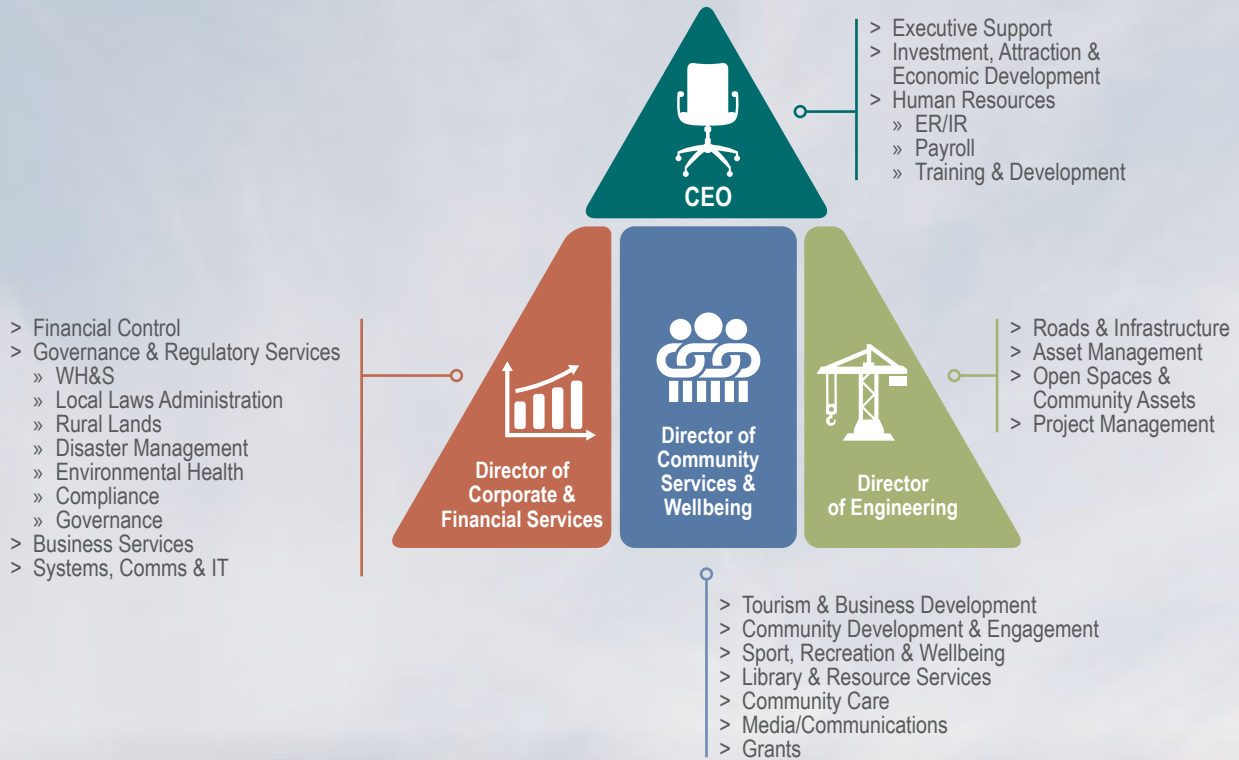 > Executive Support
> Investment, Attraction &
Economic Development
> Human Resources
» ER/IR
» Payroll
» Training & Development
CEO
> Financial Control
> Governance & Regulatory Services
» WH&S
» Local Laws Administration
» Rural Lands
» Disaster Management
» Environmental Health
» Compliance
» Governance
> Business Services
> Systems, Comms & IT
Director of
Corporate &
Financial Services
Director of
Community
Services &
Wellbeing
Director
of Engineering
> Roads & Infrastructure
> Asset Management
> Open Spaces &
Community Assets
> Project Management
> Tourism & Business Development
> Community Development & Engagement
> Sport, Recreation & Wellbeing
> Library & Resource Services
> Community Care
> Media/Communications
> Grants